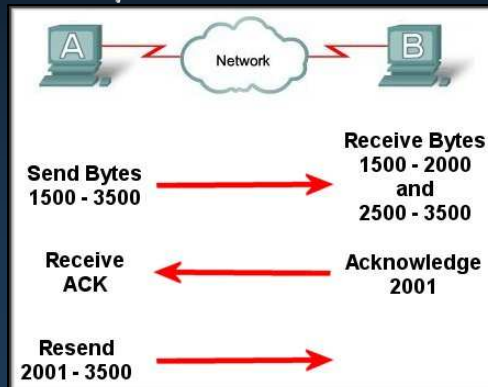 A
Network
B
Send Bytes
1500 - 3500
Receive Bytes
1500 - 2000
and
2500 - 3500
Receive
ACK
Acknowledge
2001
Resend
2001 - 3500